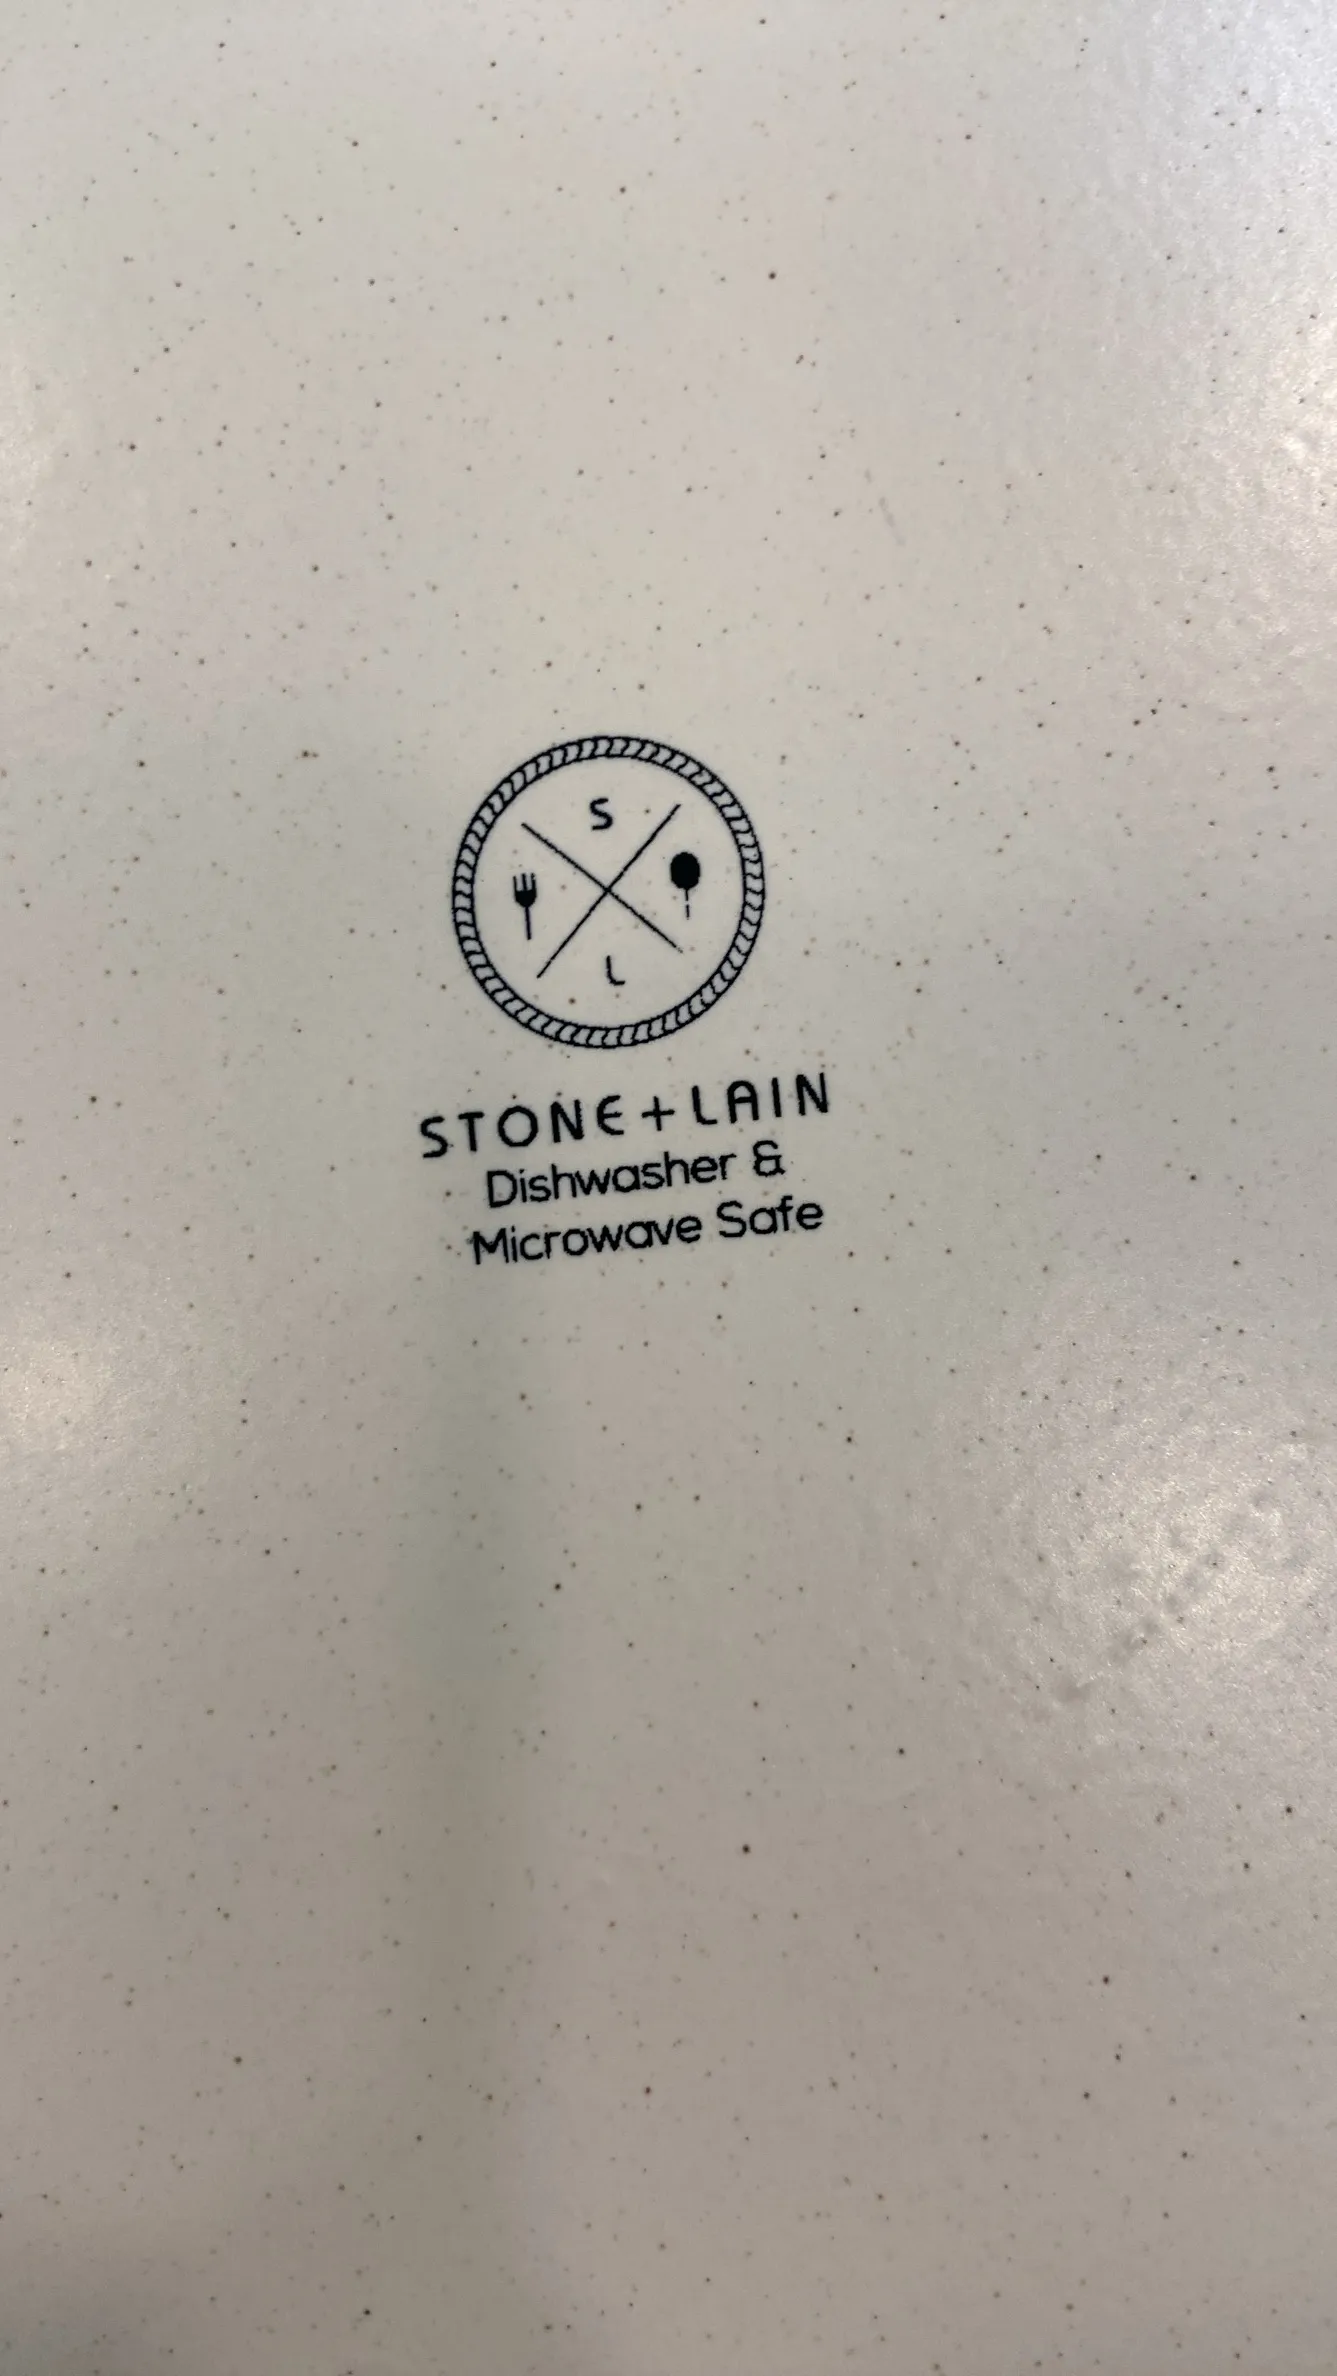 S
L
STONE+LAIN
Dishwasher &
Microwave Safe